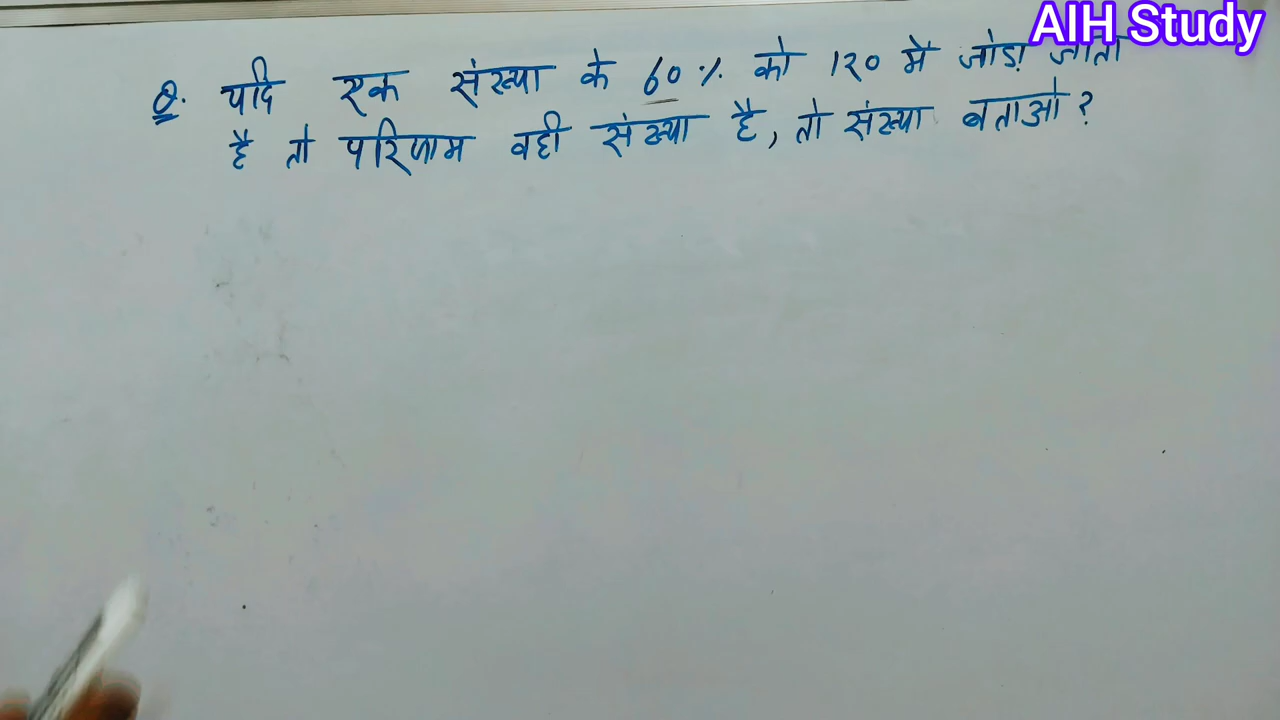 AIH Study
Q. यदि एक संख्या के 60% को 120 में जोड़ा जाता
है तो परिणाम वही संख्या है, तो संख्या बताओ ?